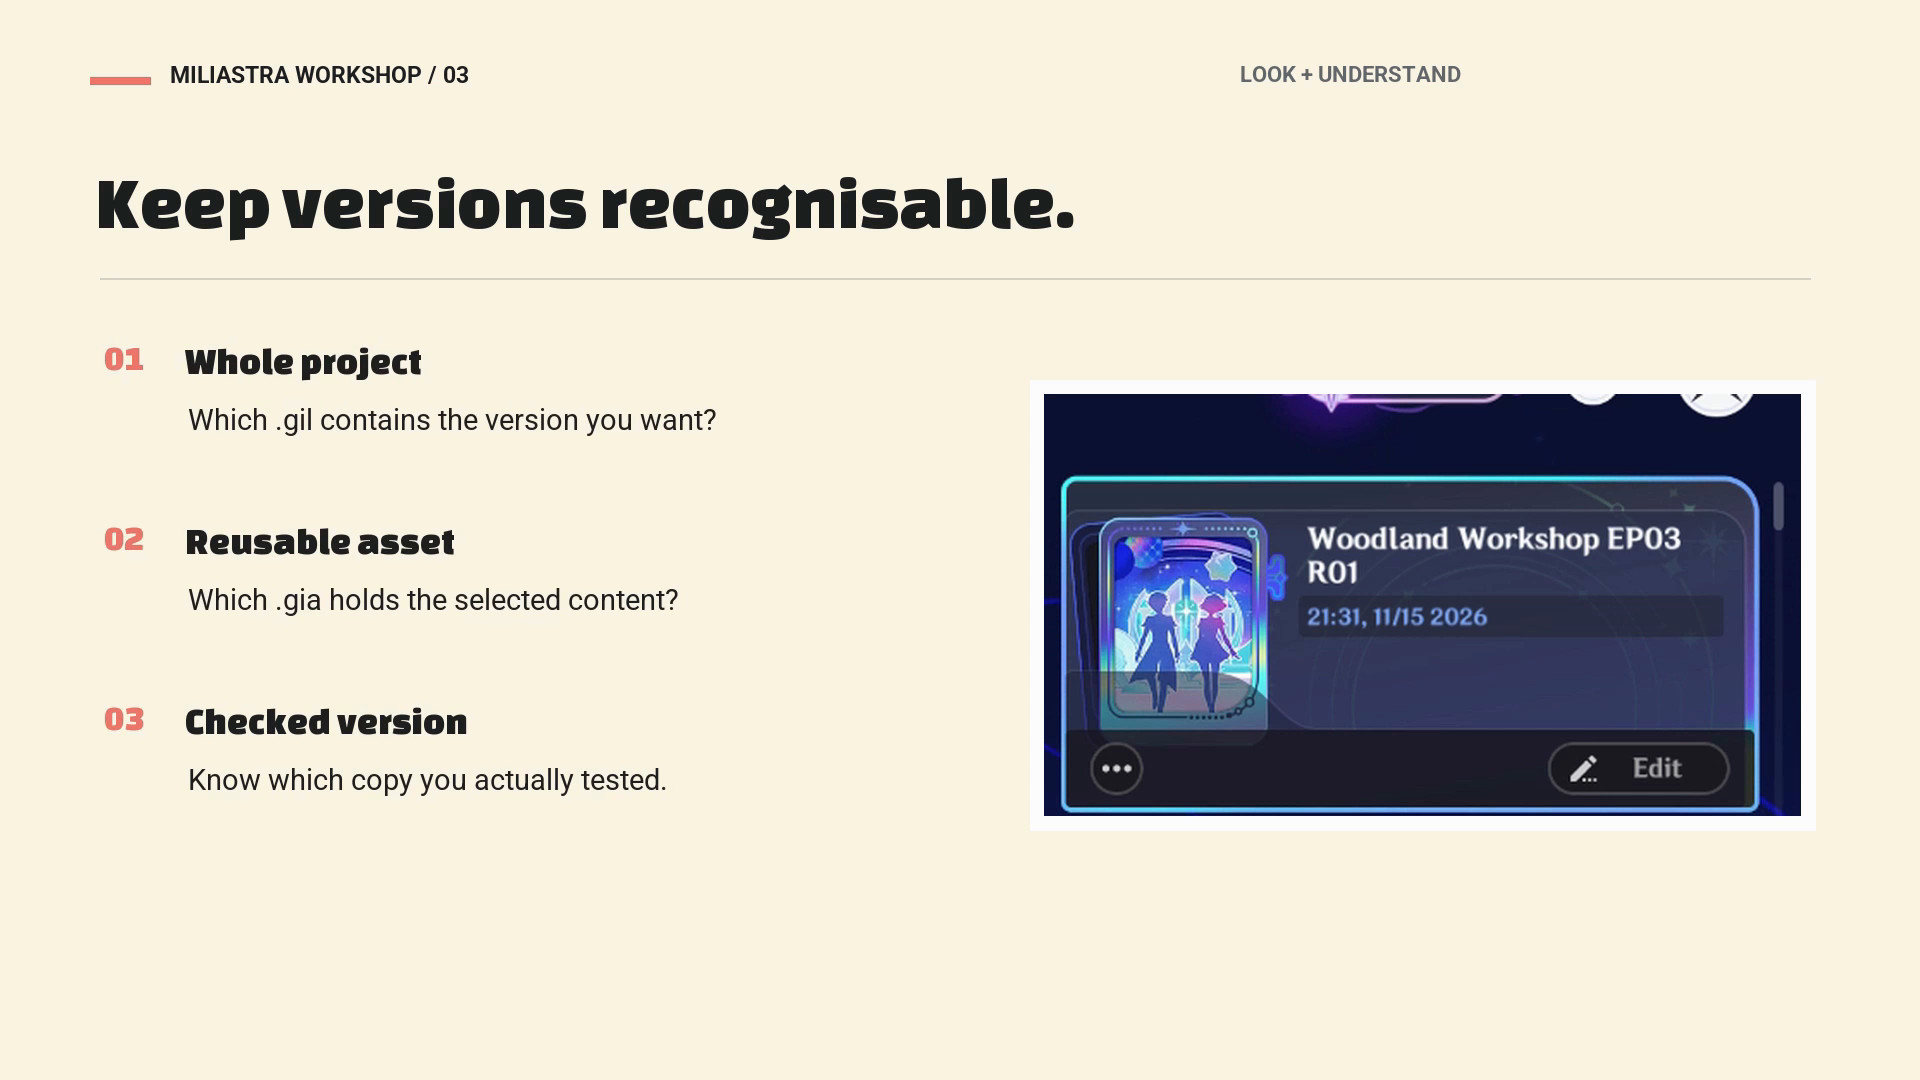 MILIASTRA WORKSHOP / 03
LOOK + UNDERSTAND
Keep versions recognisable.
01 Whole project
Which .gil contains the version you want?
02 Reusable asset
Which .gia holds the selected content?
03 Checked version
Know which copy you actually tested.
Woodland Workshop EP03
R01
21:31, 11/15 2026
Edit